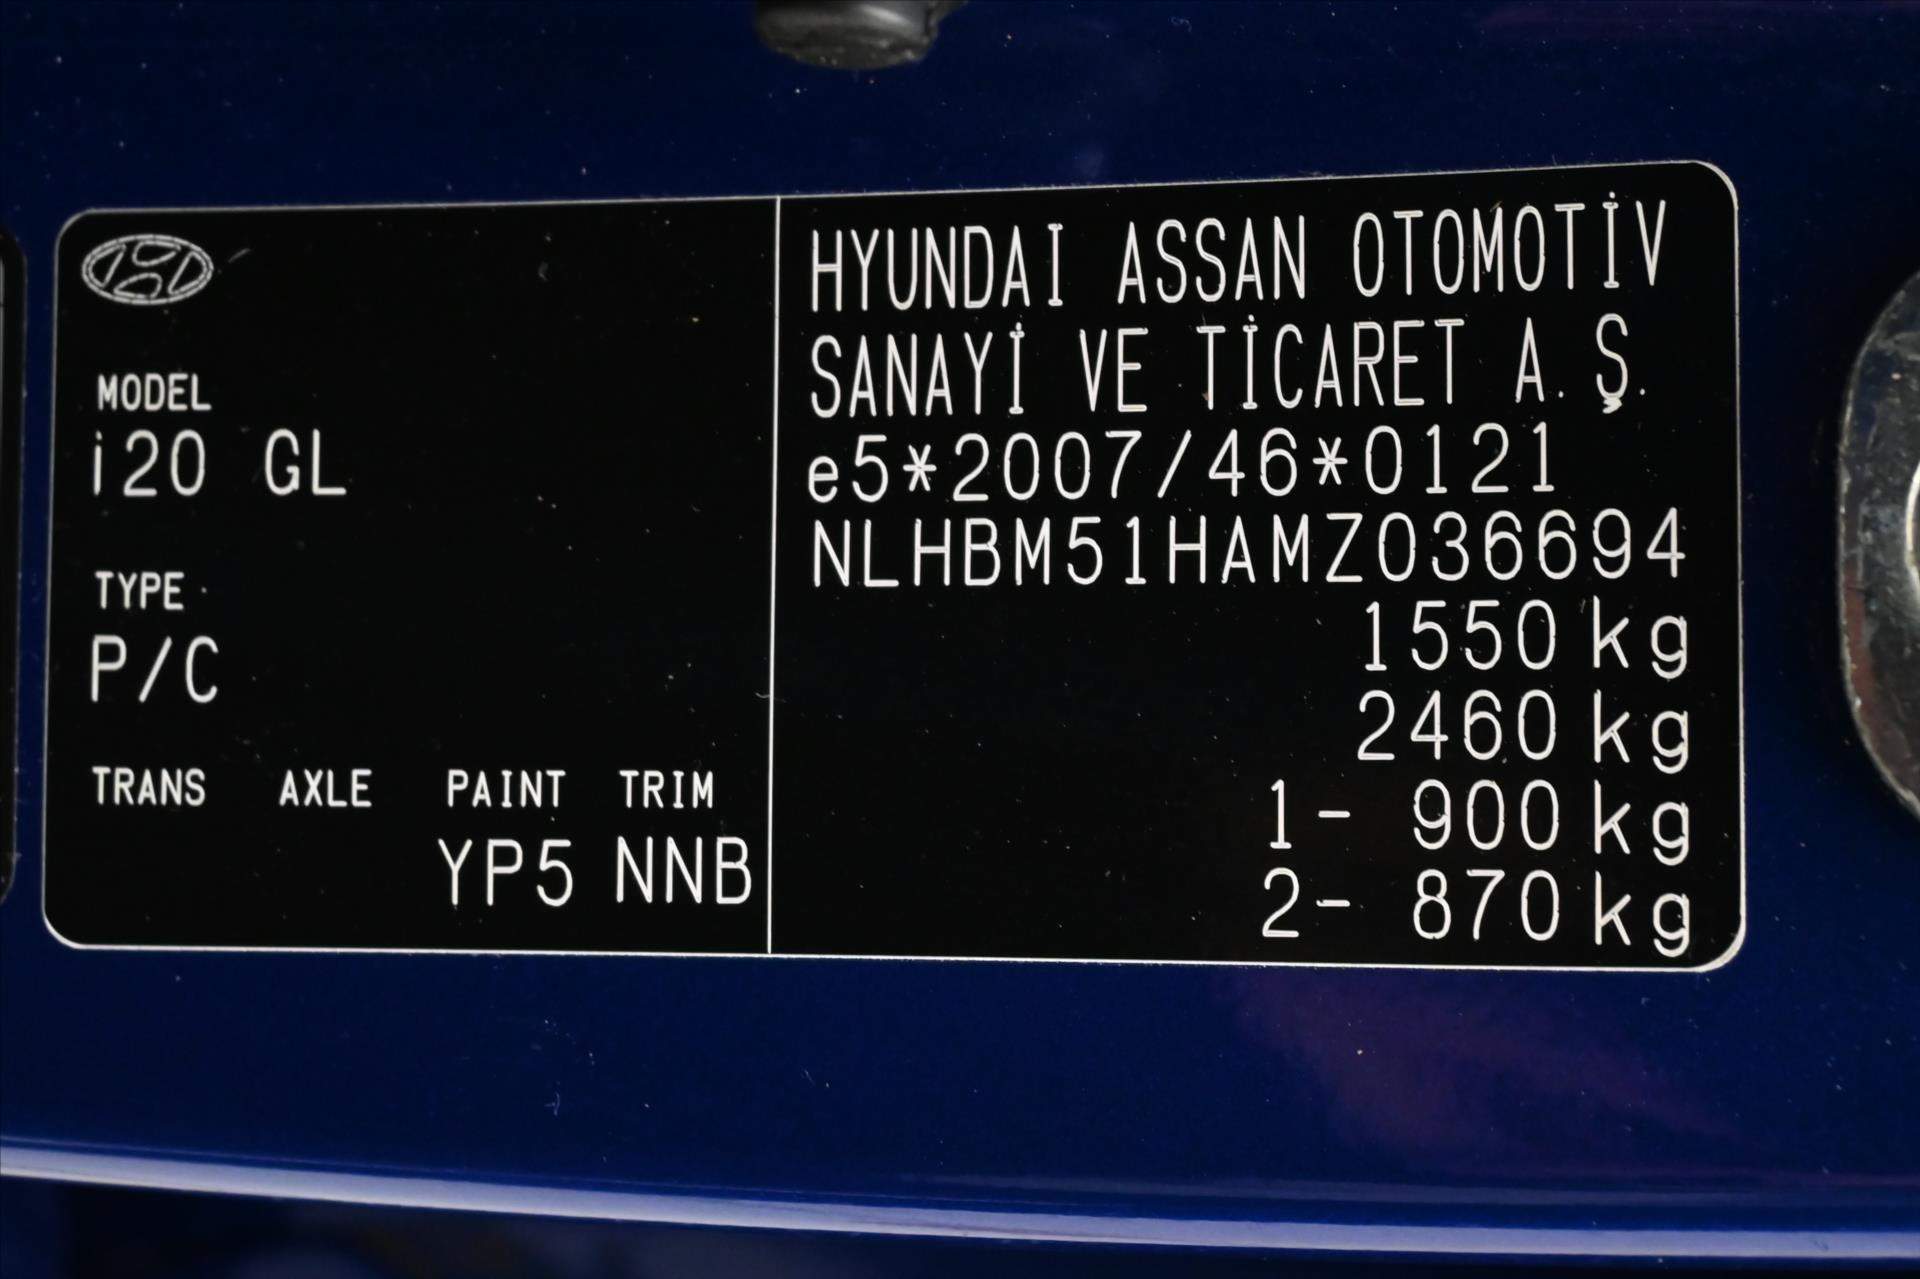 MODEL
i20 GL
TYPE
P/C
TRANS AXLE PAINT TRIM
YP5 NNB
HYUNDAI ASSAN OTOMOTİV
SANAYİ VE TİCARET A.Ş.
e5*2007/46*0121
NLHBM51HAMZ036694
1550 kg
2460 kg
1- 900 kg
2- 870 kg